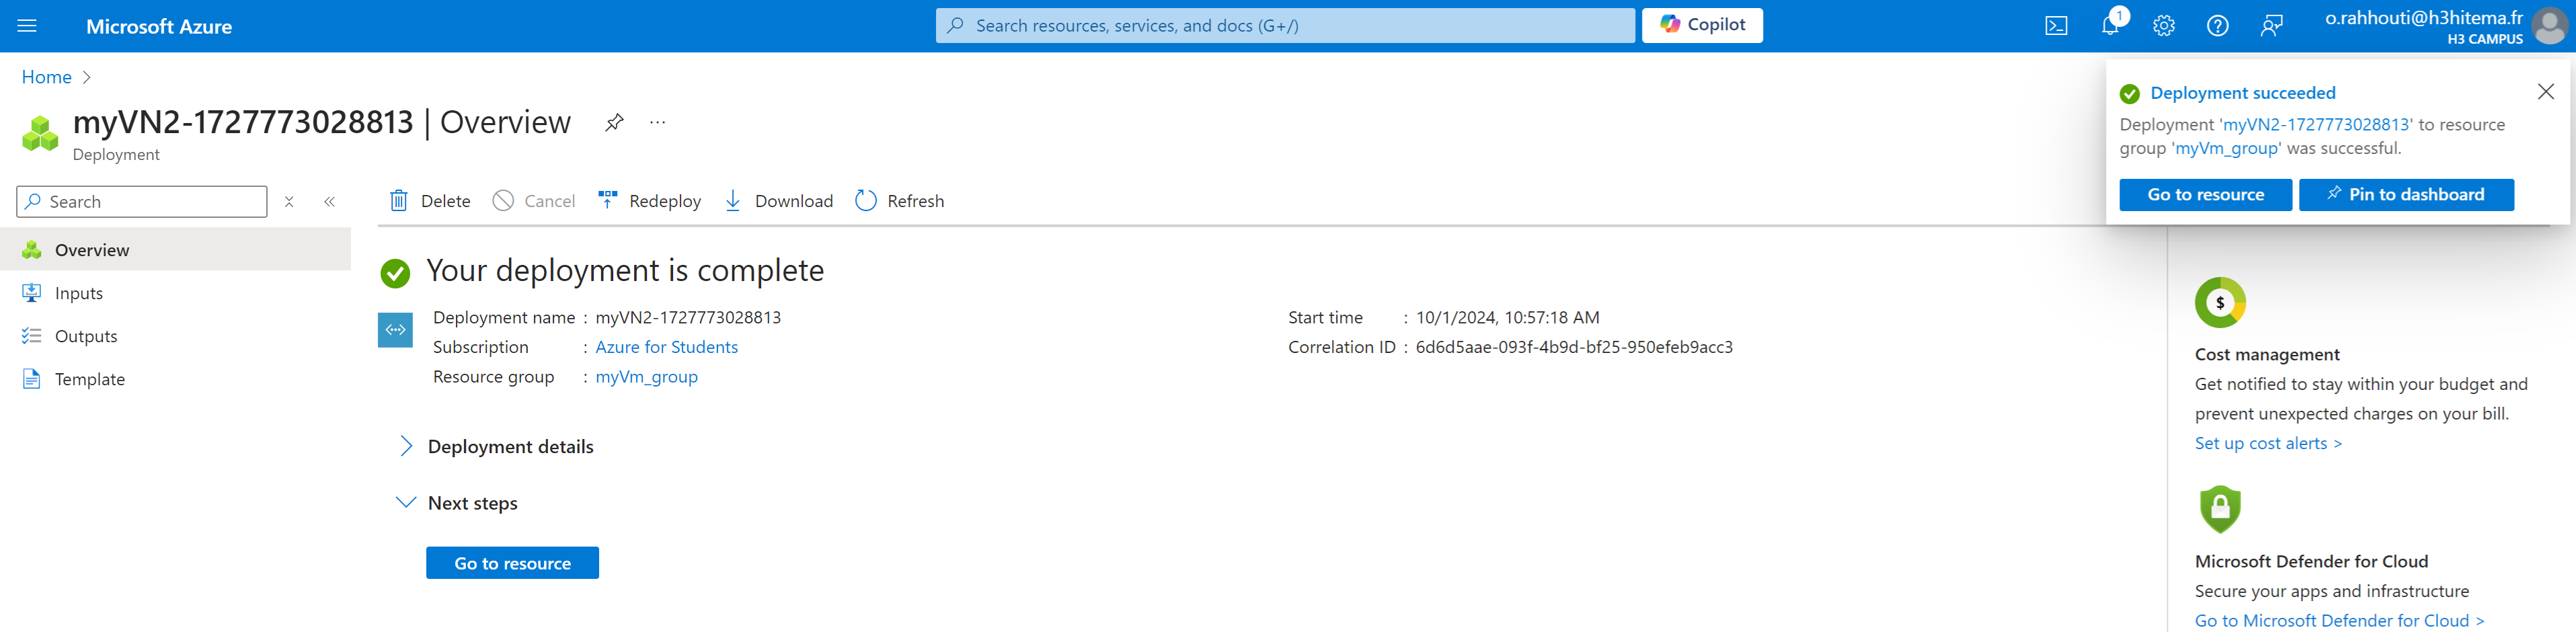 Microsoft Azure
Search resources, services, and docs (G+/)
Copilot
1
o.rahhouti@h3hitema.fr
H3 CAMPUS
Home
myVN2-1727773028813 | Overview
...
Deployment
Deployment succeeded
Deployment 'myVN2-1727773028813' to resource
group 'myVm_group' was successful.
Go to resource
Pin to dashboard
Search
Delete
Cancel
Redeploy
Download
Refresh
Overview
Inputs
Outputs
Template
Your deployment is complete
Deployment name : myVN2-1727773028813
Subscription : Azure for Students
Resource group : myVm_group
Start time : 10/1/2024, 10:57:18 AM
Correlation ID : 6d6d5aae-093f-4b9d-bf25-950efeb9acc3
Deployment details
Next steps
Go to resource
$
Cost management
Get notified to stay within your budget and
prevent unexpected charges on your bill.
Set up cost alerts >
Microsoft Defender for Cloud
Secure your apps and infrastructure
Go to Microsoft Defender for Cloud >